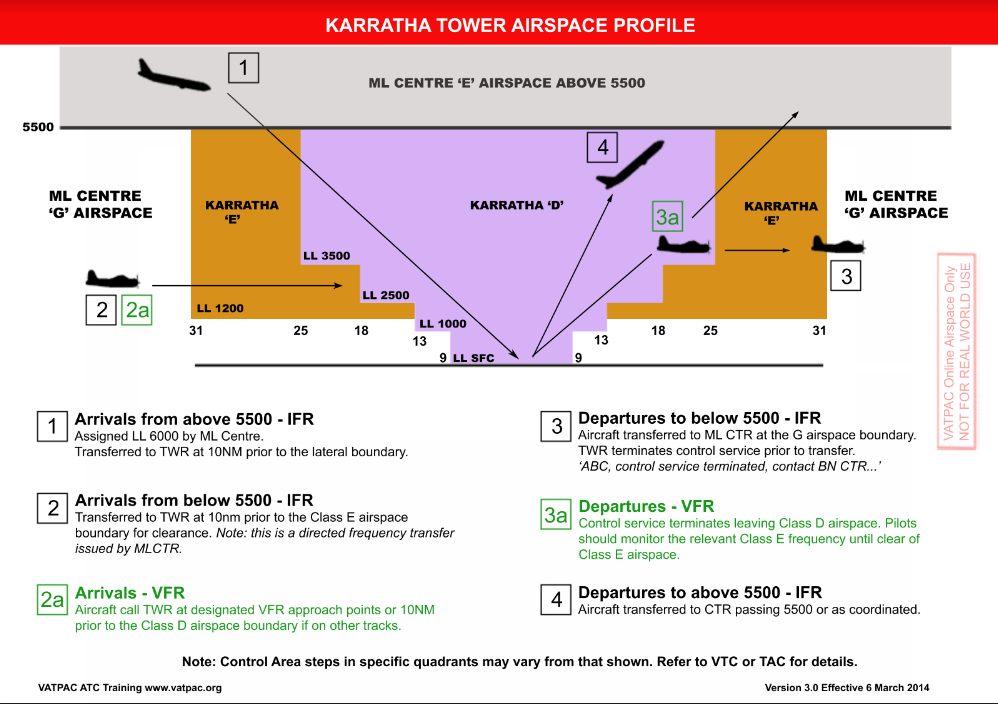 KARRATHA TOWER AIRSPACE PROFILE
1
ML CENTRE ‘E’ AIRSPACE ABOVE 5500
5500
4
ML CENTRE
‘G’ AIRSPACE
KARRATHA
‘E’
KARRATHA ‘D’
3a
KARRATHA
‘E’
ML CENTRE
‘G’ AIRSPACE
LL 3500
2
2a
LL 2500
3
LL 1200
LL 1000
31
25
18
13
9
LL SFC
9
13
18
25
31
VATPAC Online Airspace Only
NOT FOR REAL WORLD USE
1
Arrivals from above 5500 - IFR
Assigned LL 6000 by ML Centre.
Transferred to TWR at 10NM prior to the lateral boundary.
2
Arrivals from below 5500 - IFR
Transferred to TWR at 10nm prior to the Class E airspace
boundary for clearance. Note: this is a directed frequency transfer
issued by MLCTR.
2a
Arrivals - VFR
Aircraft call TWR at designated VFR approach points or 10NM
prior to the Class D airspace boundary if on other tracks.
3
Departures to below 5500 - IFR
Aircraft transferred to ML CTR at the G airspace boundary.
TWR terminates control service prior to transfer.
‘ABC, control service terminated, contact BN CTR...’
3a
Departures - VFR
Control service terminates leaving Class D airspace. Pilots
should monitor the relevant Class E frequency until clear of
Class E airspace.
4
Departures to above 5500 - IFR
Aircraft transferred to CTR passing 5500 or as coordinated.
Note: Control Area steps in specific quadrants may vary from that shown. Refer to VTC or TAC for details.
VATPAC ATC Training www.vatpac.org
Version 3.0 Effective 6 March 2014